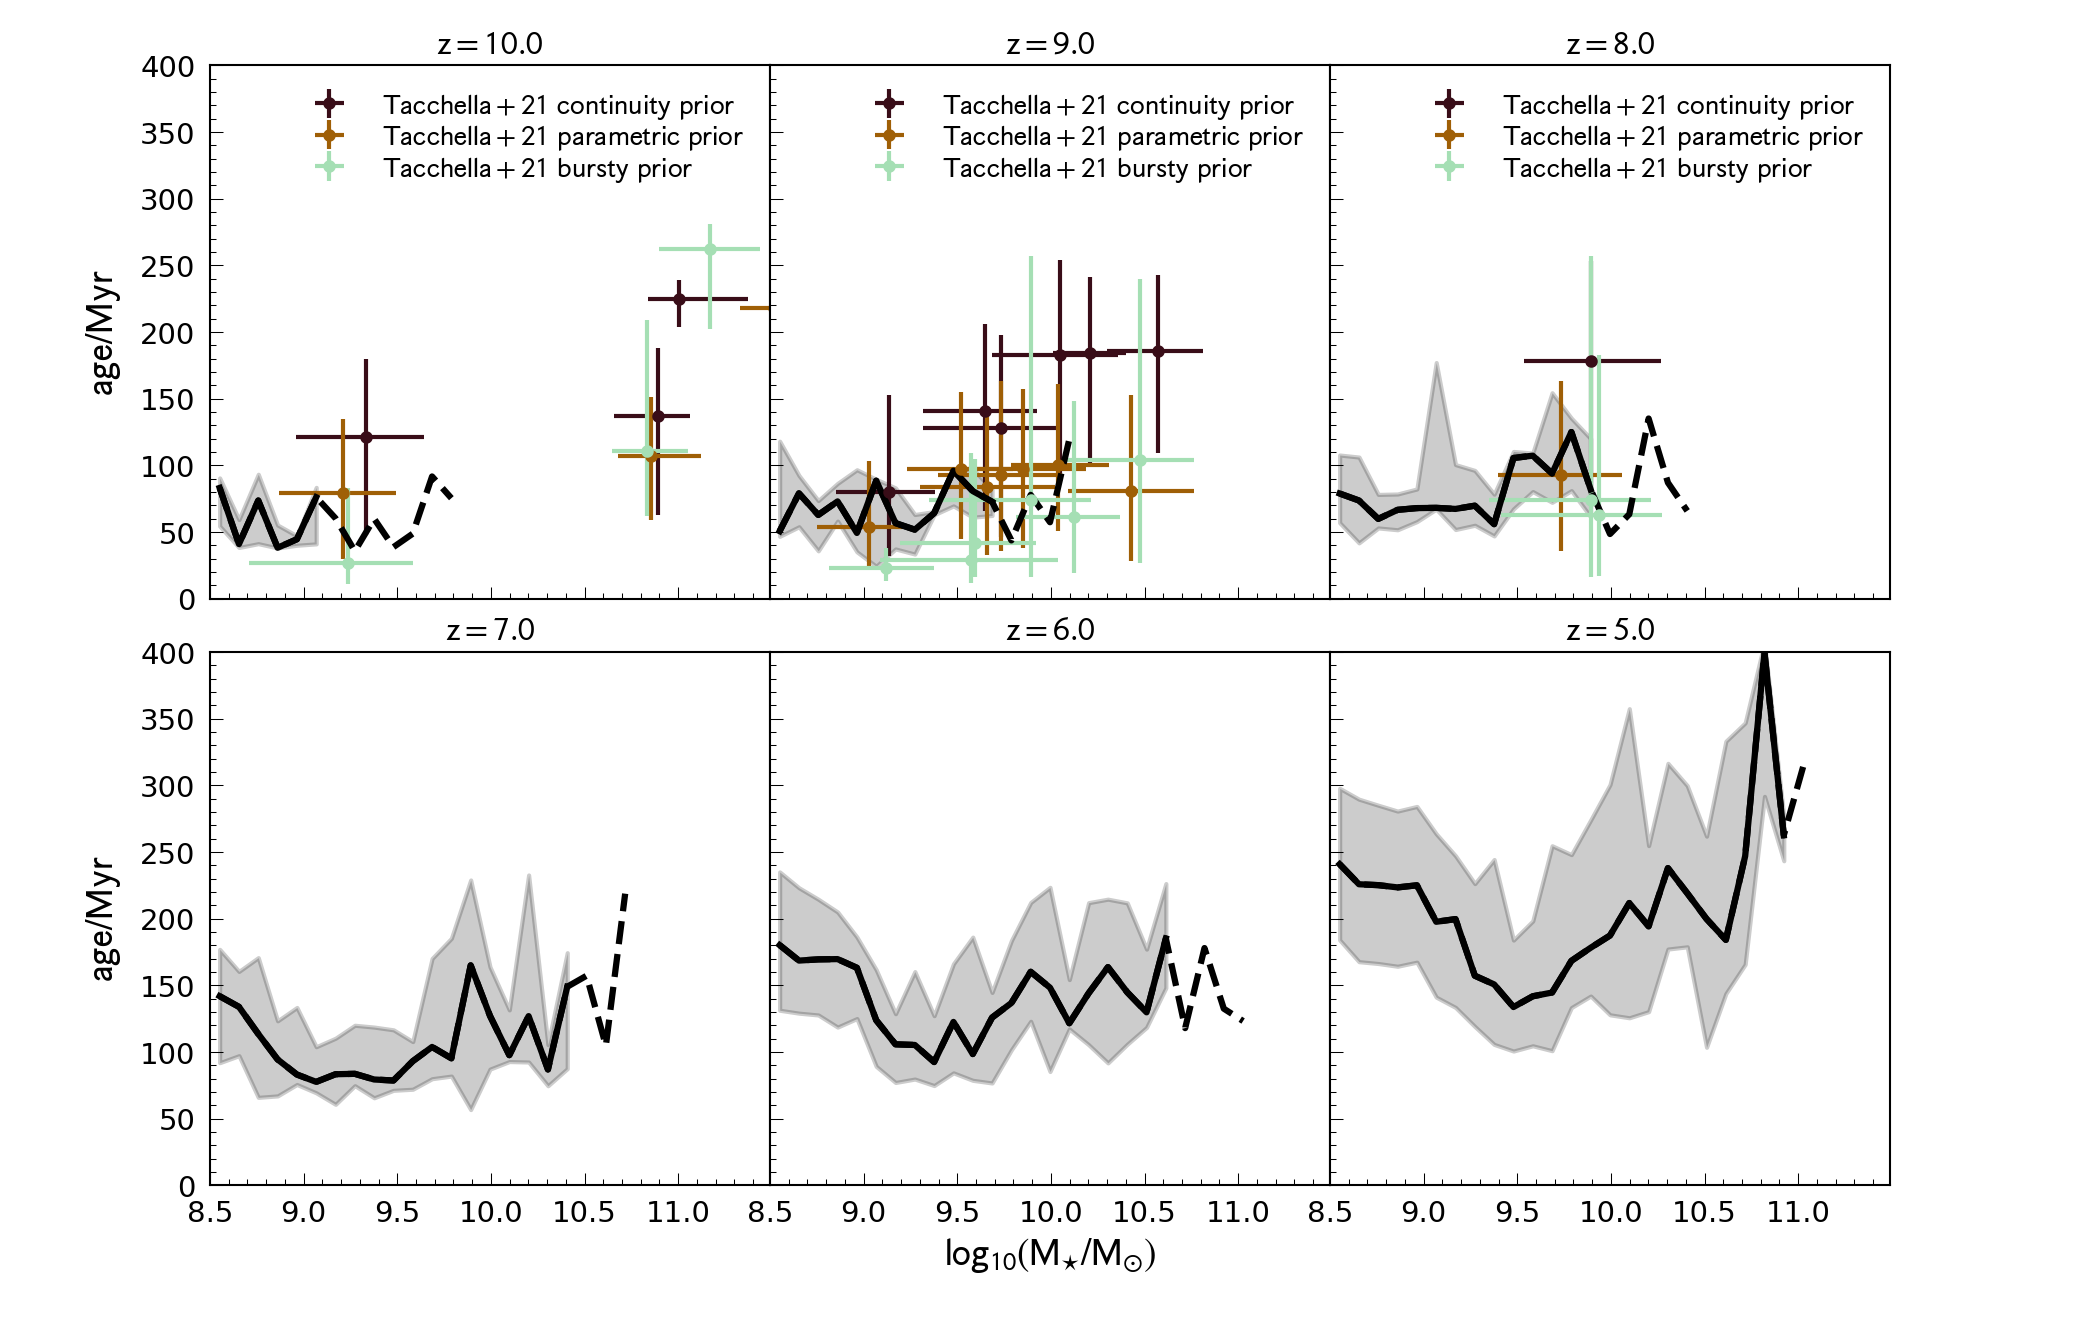 z=10.0 z=9.0 z=8.0
400
350
300
250
200
150
100
50
0
age/Myr
Tacchella+21 continuity prior
Tacchella+21 parametric prior
Tacchella+21 bursty prior
Tacchella+21 continuity prior
Tacchella+21 parametric prior
Tacchella+21 bursty prior
Tacchella+21 continuity prior
Tacchella+21 parametric prior
Tacchella+21 bursty prior
z=7.0 z=6.0 z=5.0
400
350
300
250
200
150
100
50
0
age/Myr
8.5 9.0 9.5 10.0 10.5 11.0 8.5 9.0 9.5 10.0 10.5 11.0 8.5 9.0 9.5 10.0 10.5 11.0
log₁₀(M⋆/M⊙)